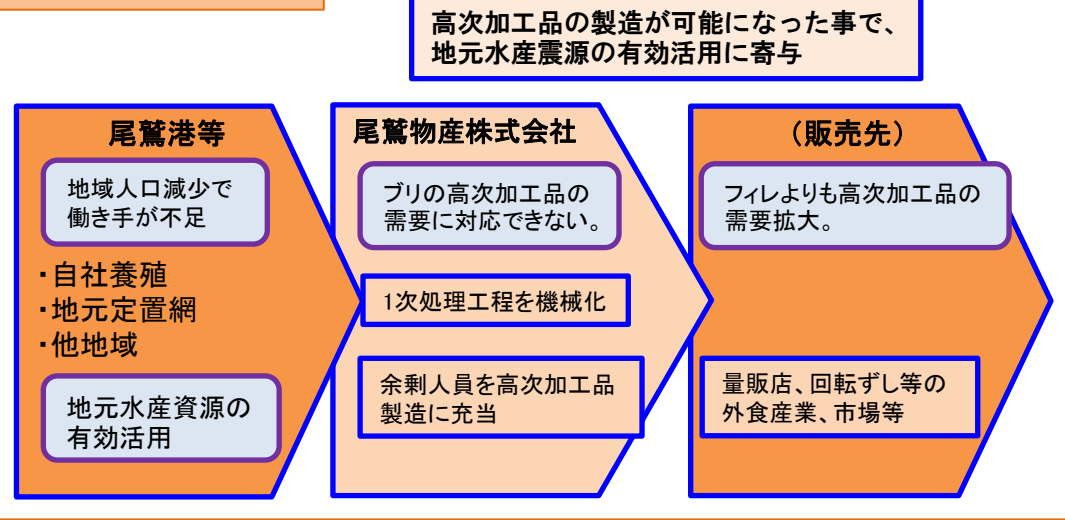 高次加工品の製造が可能になった事で、
地元水産震源の有効活用に寄与
尾鷲港等
地域人口減少で
働き手が不足
・自社養殖
・地元定置網
・他地域
地元水産資源の
有効活用
尾鷲物産株式会社
ブリの高次加工品の
需要に対応できない。
1次処理工程を機械化
余剰人員を高次加工品
製造に充当
（販売先）
フィレよりも高次加工品の
需要拡大。
量販店、回転ずし等の
外食産業、市場等